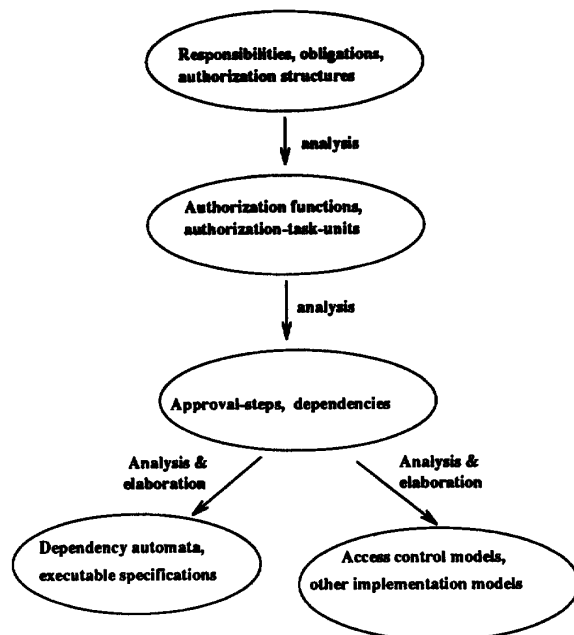 Responsibilities, obligations,
authorization structures
analysis
Authorization functions,
authorization-task-units
analysis
Approval-steps, dependencies
Analysis &
elaboration
Analysis &
elaboration
Dependency automata,
executable specifications
Access control models,
other implementation models